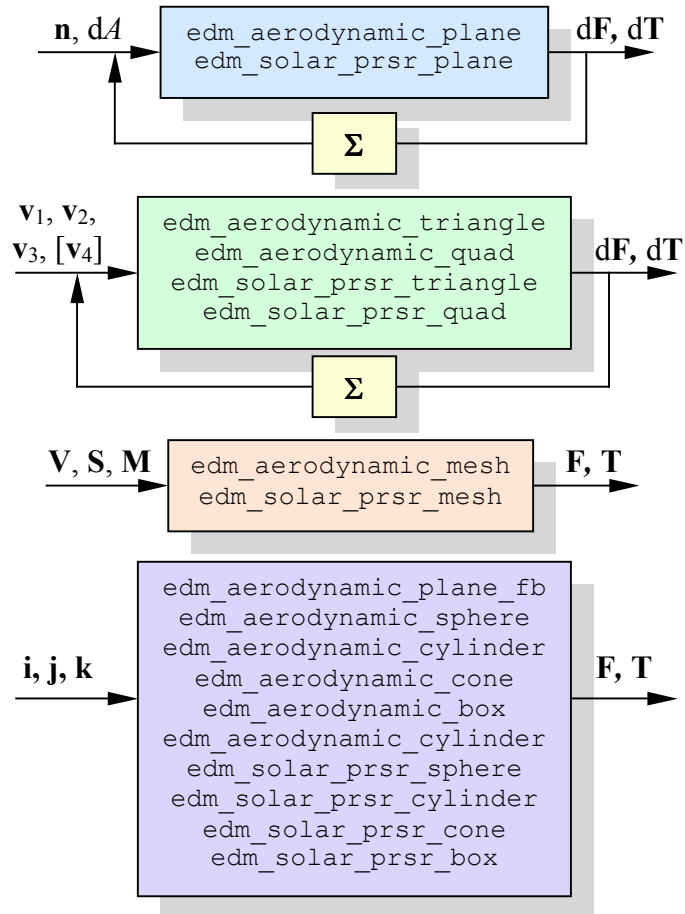 n, dA
edm_aerodynamic_plane
edm_solar_prsr_plane
dF, dT
Σ
v1, v2,
v3, [v4]
edm_aerodynamic_triangle
edm_aerodynamic_quad
edm_solar_prsr_triangle
edm_solar_prsr_quad
dF, dT
Σ
V, S, M
edm_aerodynamic_mesh
edm_solar_prsr_mesh
F, T
i, j, k
edm_aerodynamic_plane_fb
edm_aerodynamic_sphere
edm_aerodynamic_cylinder
edm_aerodynamic_cone
edm_aerodynamic_box
edm_aerodynamic_cylinder
edm_solar_prsr_sphere
edm_solar_prsr_cylinder
edm_solar_prsr_cone
edm_solar_prsr_box
F, T